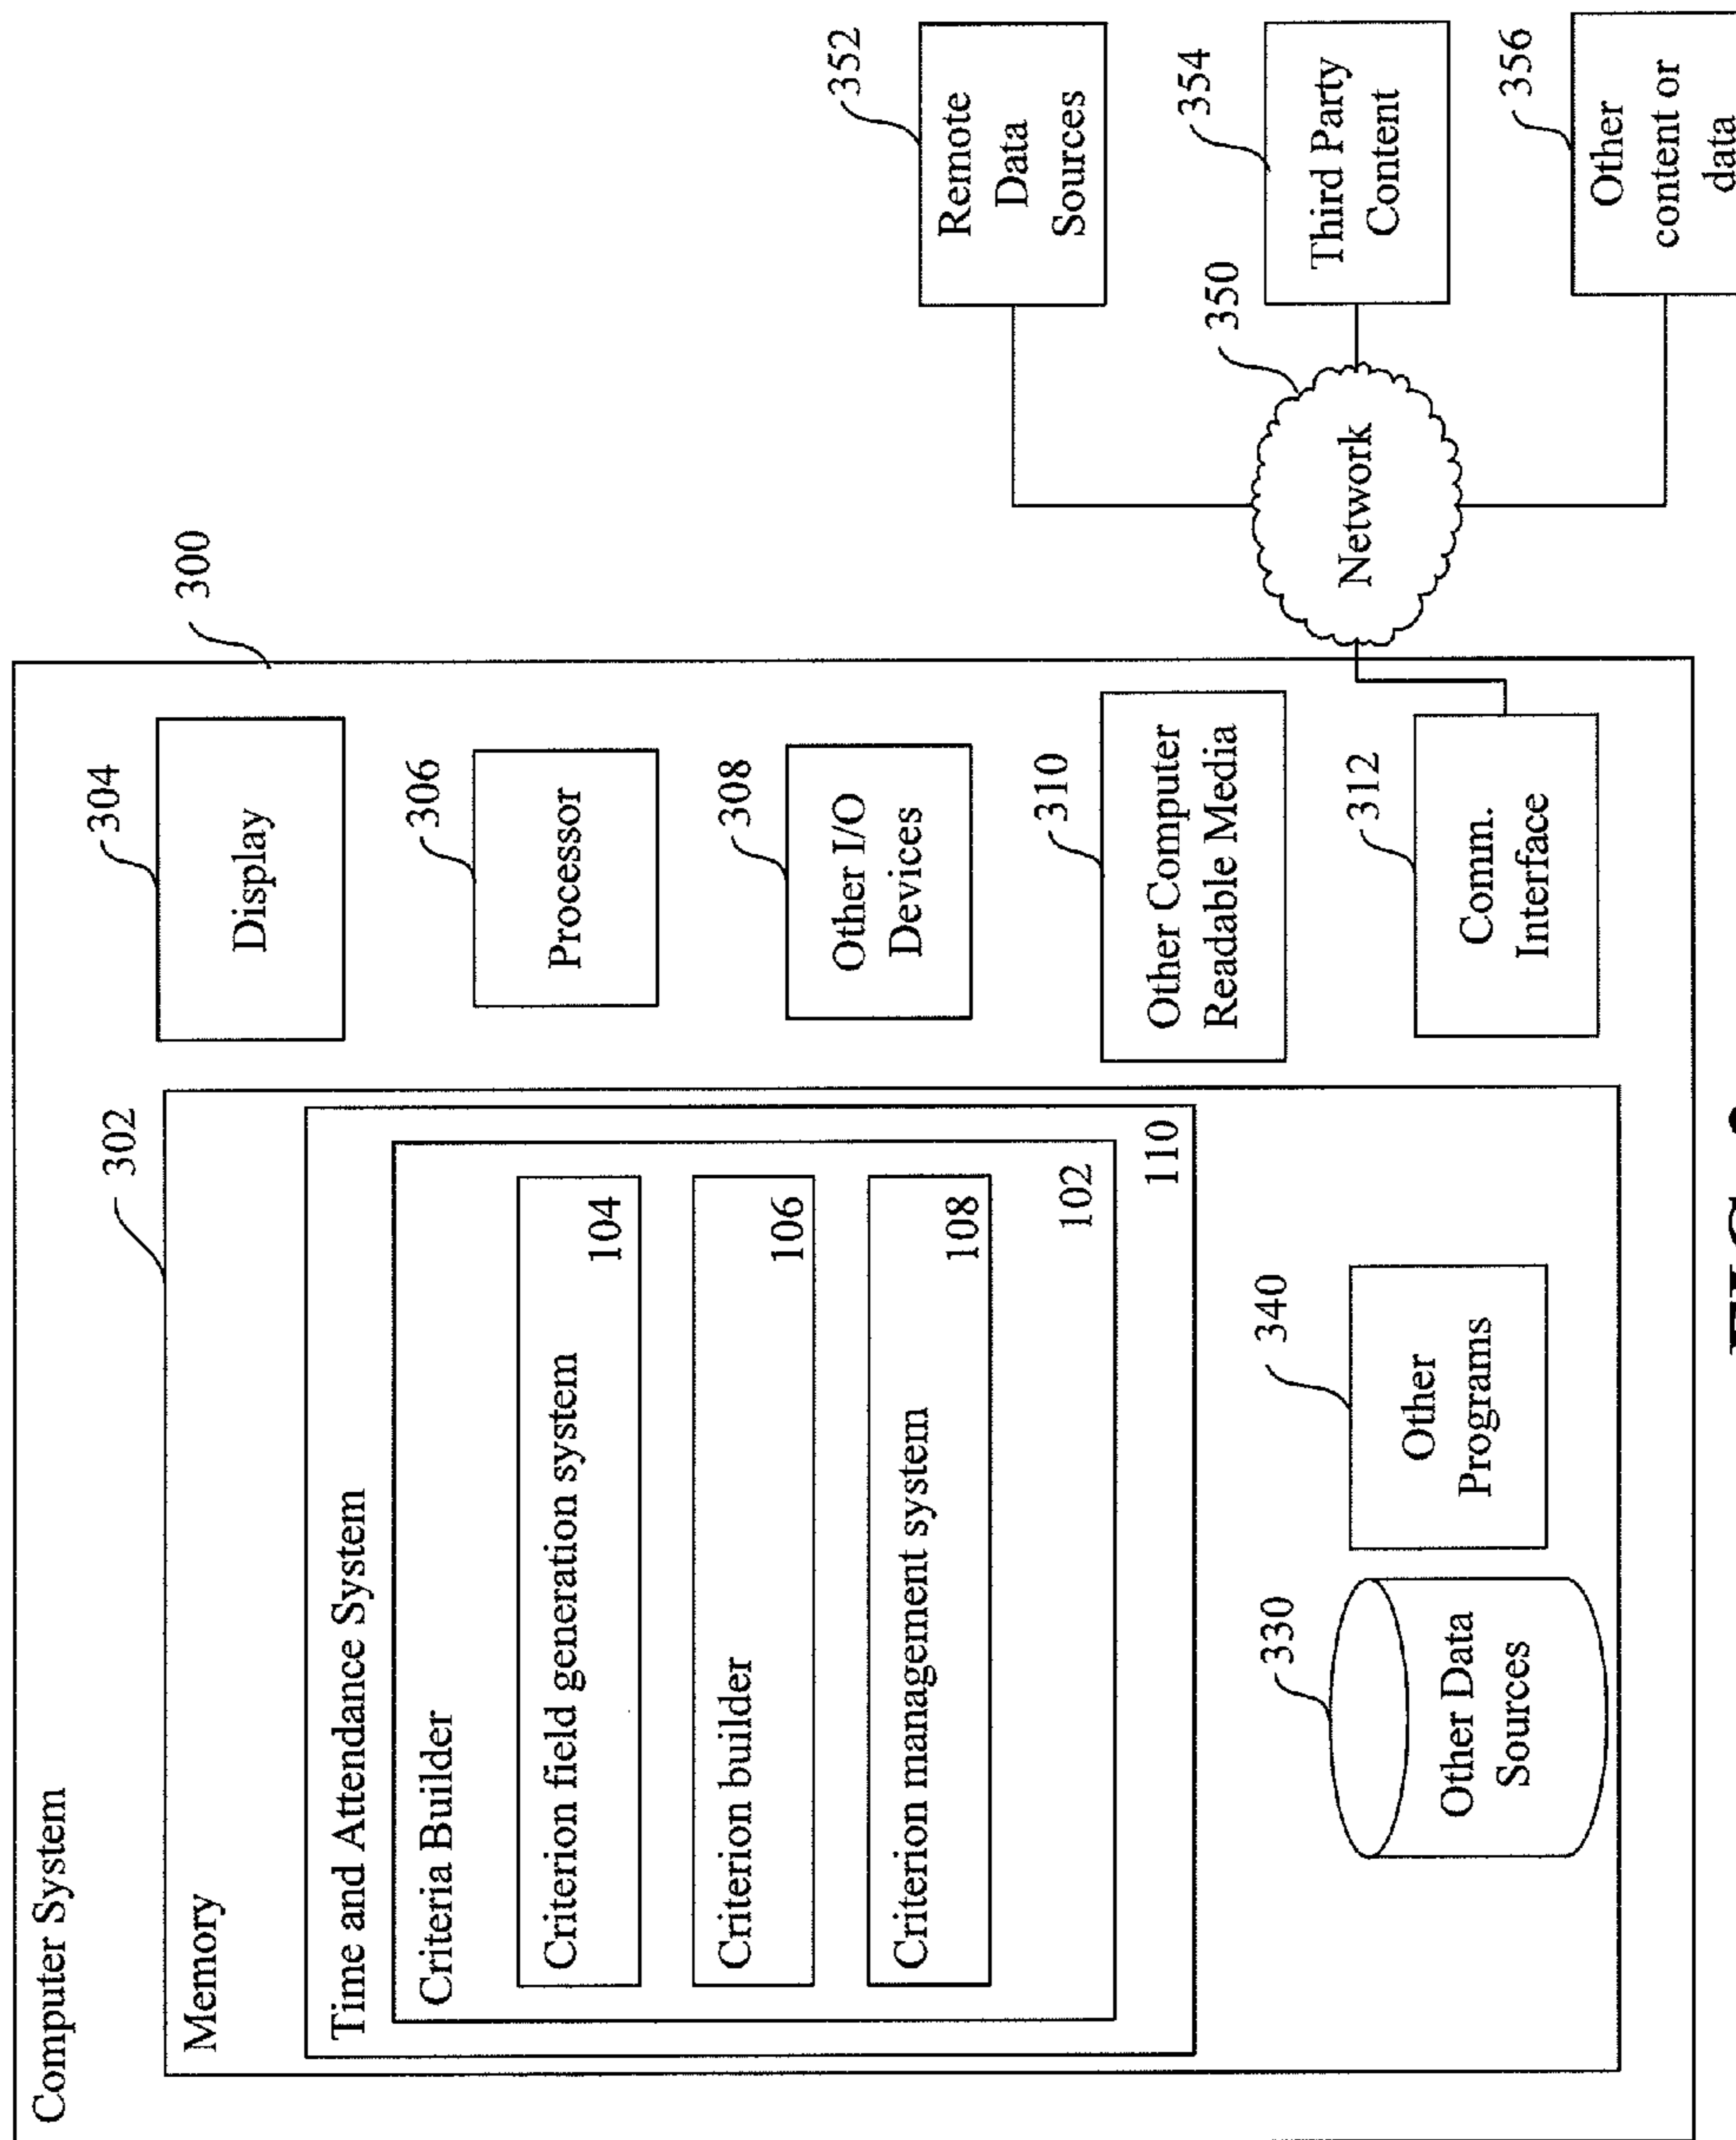 Computer System
300
Memory
302
Time and Attendance System
Criteria Builder
Criterion field generation system
104
Criterion builder
106
Criterion management system
108
102
110
330
Other Data
Sources
340
Other
Programs
304
Display
306
Processor
308
Other I/O
Devices
310
Other Computer
Readable Media
312
Comm.
Interface
350
Network
352
Remote
Data
Sources
354
Third Party
Content
356
Other
content or
data